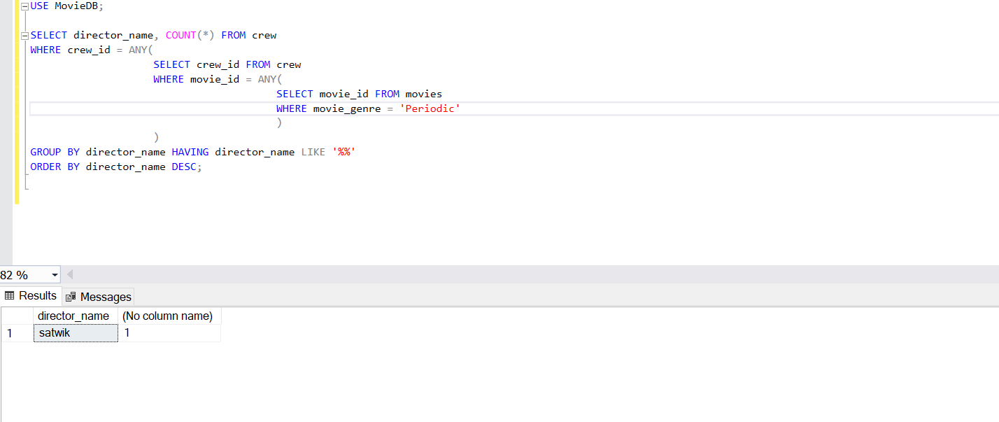 USE MovieDB;
SELECT director_name, COUNT(*) FROM crew
WHERE crew_id = ANY(
SELECT crew_id FROM crew
WHERE movie_id = ANY(
SELECT movie_id FROM movies
WHERE movie_genre = 'Periodic'
)
)
GROUP BY director_name HAVING director_name LIKE '%%'
ORDER BY director_name DESC;
82 %
Results Messages
director_name (No column name)
1 satwik 1